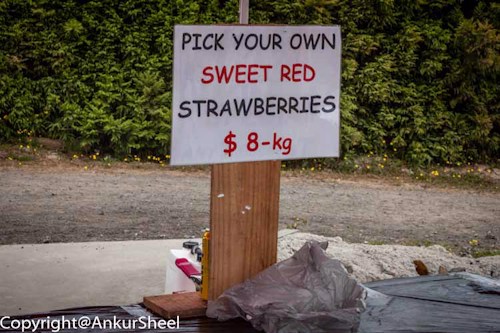 PICK YOUR OWN
SWEET RED
STRAWBERRIES
$ 8-kg
Copyright@AnkurSheel